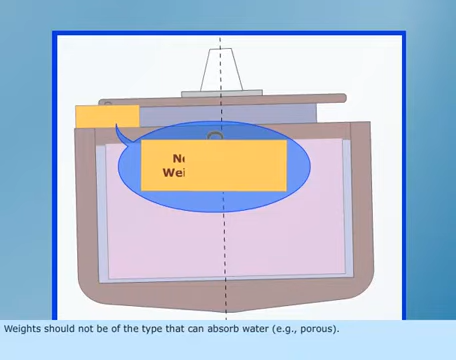 Weights should not be of the type that can absorb water (e.g., porous).